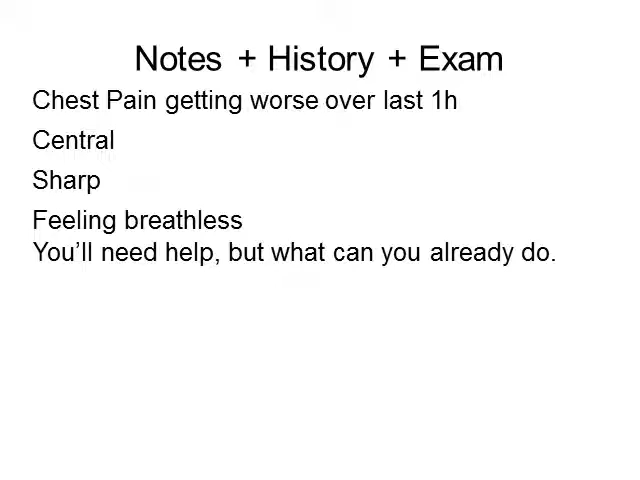 Notes + History + Exam
Chest Pain getting worse over last 1h
Central
Sharp
Feeling breathless
You’ll need help, but what can you already do.